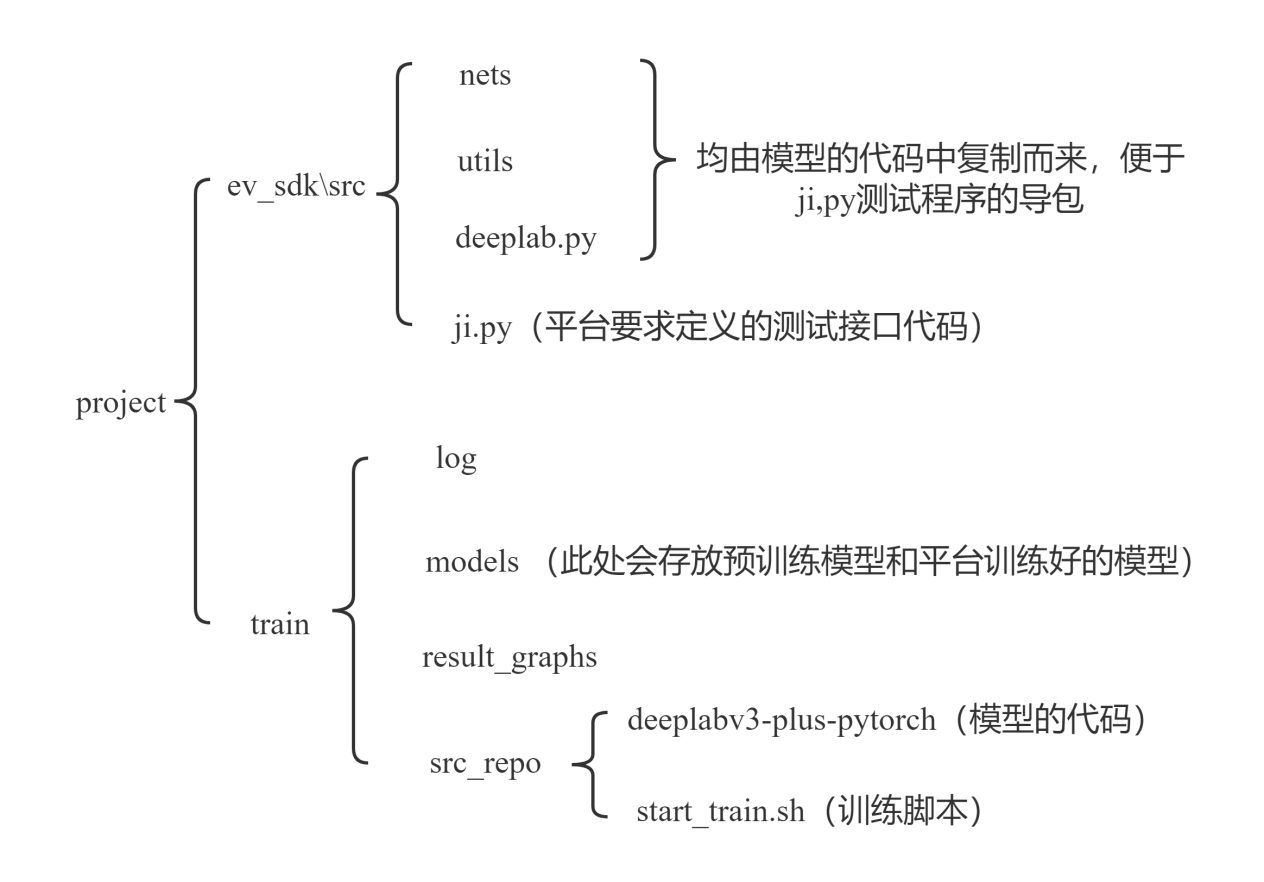 nets
utils
均由模型的代码中复制而来，便于
ji,py测试程序的导包
ev_sdk\src
deeplab.py
ji.py（平台要求定义的测试接口代码）
project
log
models （此处会存放预训练模型和平台训练好的模型）
train
result_graphs
deeplabv3-plus-pytorch（模型的代码）
src_repo
start_train.sh（训练脚本）